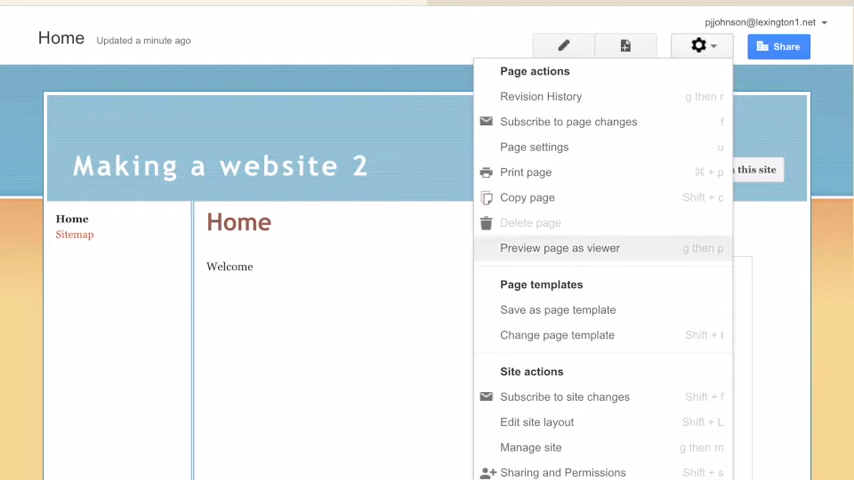 pjjohnson@lexington1.net
Home Updated a minute ago
Share
Page actions
Revision History g then r
Subscribe to page changes f
Page settings u
Print page ⌘ + p
Copy page Shift + c
Delete page
Preview page as viewer g then p
Page templates
Save as page template
Change page template Shift + t
Site actions
Subscribe to site changes Shift + f
Edit site layout Shift + L
Manage site g then m
Sharing and Permissions Shift + s
Making a website 2
this site
Home
Sitemap
Home
Welcome